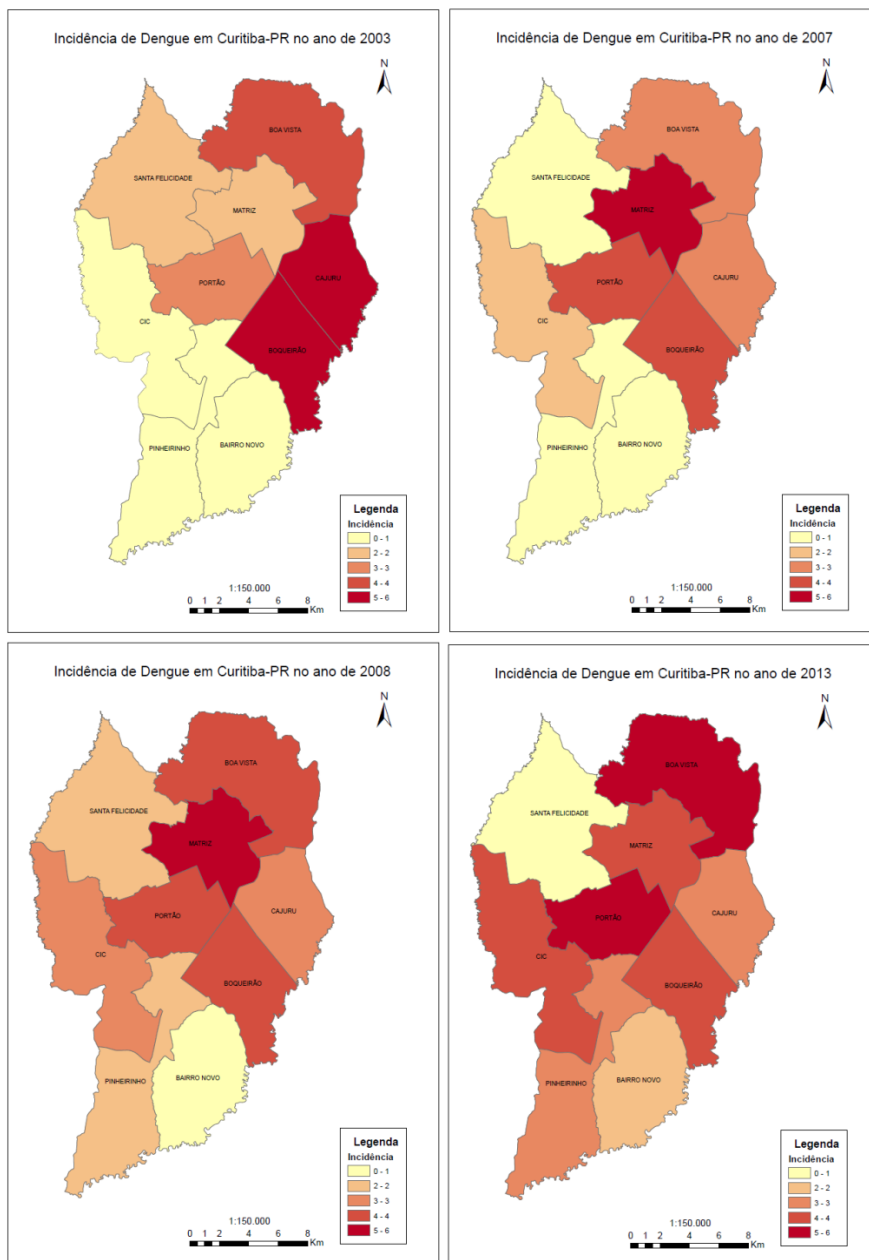 Incidência de Dengue em Curitiba-PR no ano de 2003
N
BOA VISTA
SANTA FELICIDADE
MATRIZ
CAJURU
PORTÃO
CIC
BOQUEIRÃO
BAIRRO NOVO
PINHEIRINHO
Legenda
Incidência
0 - 1
2 - 2
3 - 3
4 - 4
5 - 6
1:150.000
0 1 2 4 6 8
Km
Incidência de Dengue em Curitiba-PR no ano de 2007
N
BOA VISTA
SANTA FELICIDADE
MATRIZ
CAJURU
PORTÃO
CIC
BOQUEIRÃO
BAIRRO NOVO
PINHEIRINHO
Legenda
Incidência
0 - 1
2 - 2
3 - 3
4 - 4
5 - 6
1:150.000
0 1 2 4 6 8
Km
Incidência de Dengue em Curitiba-PR no ano de 2008
N
BOA VISTA
SANTA FELICIDADE
MATRIZ
CAJURU
PORTÃO
CIC
BOQUEIRÃO
PINHEIRINHO
BAIRRO NOVO
Legenda
Incidência
0 - 1
2 - 2
3 - 3
4 - 4
5 - 6
1:150.000
0 1 2 4 6 8
Km
Incidência de Dengue em Curitiba-PR no ano de 2013
N
BOA VISTA
SANTA FELICIDADE
MATRIZ
CAJURU
PORTÃO
CIC
BOQUEIRÃO
PINHEIRINHO
BAIRRO NOVO
Legenda
Incidência
0 - 1
2 - 2
3 - 3
4 - 4
5 - 6
1:150.000
0 1 2 4 6 8
Km